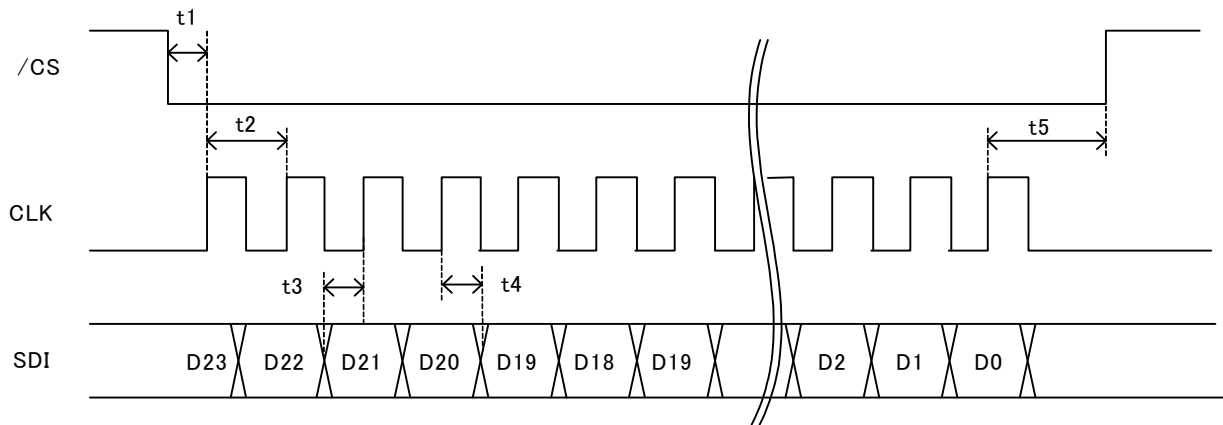 t1
/CS
t2
t5
CLK
t3
t4
SDI
D23 D22 D21 D20 D19 D18 D19 D2 D1 D0